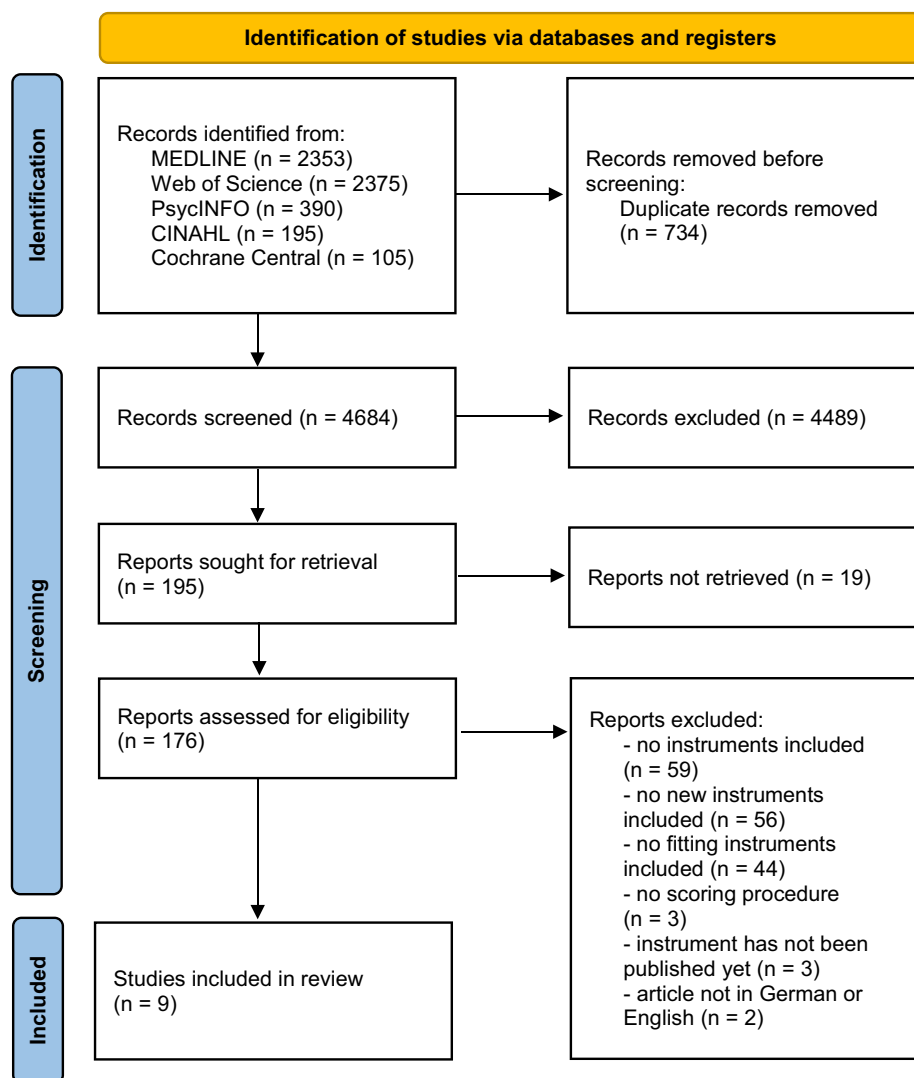 Identification of studies via databases and registers
Identification
Records identified from:
MEDLINE (n = 2353)
Web of Science (n = 2375)
PsycINFO (n = 390)
CINAHL (n = 195)
Cochrane Central (n = 105)
Records removed before
screening:
Duplicate records removed
(n = 734)
Screening
Records screened (n = 4684)
Records excluded (n = 4489)
Reports sought for retrieval
(n = 195)
Reports not retrieved (n = 19)
Reports assessed for eligibility
(n = 176)
Reports excluded:
- no instruments included
(n = 59)
- no new instruments
included (n = 56)
- no fitting instruments
included (n = 44)
- no scoring procedure
(n = 3)
- instrument has not been
published yet (n = 3)
- article not in German or
English (n = 2)
Included
Studies included in review
(n = 9)